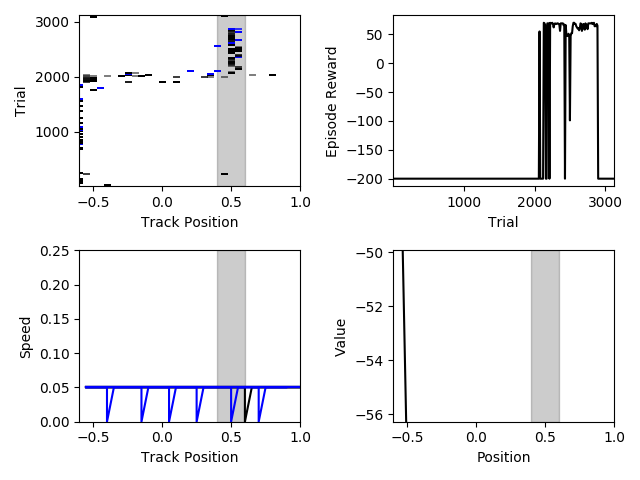 3000
2000
1000
Trial
−0.5 0.0 0.5 1.0
Track Position
50
0
−50
−100
−150
−200
Episode Reward
1000 2000 3000
Trial
0.25
0.20
0.15
0.10
0.05
0.00
Speed
−0.5 0.0 0.5 1.0
Track Position
−50
−52
−54
−56
Value
−0.5 0.0 0.5 1.0
Position